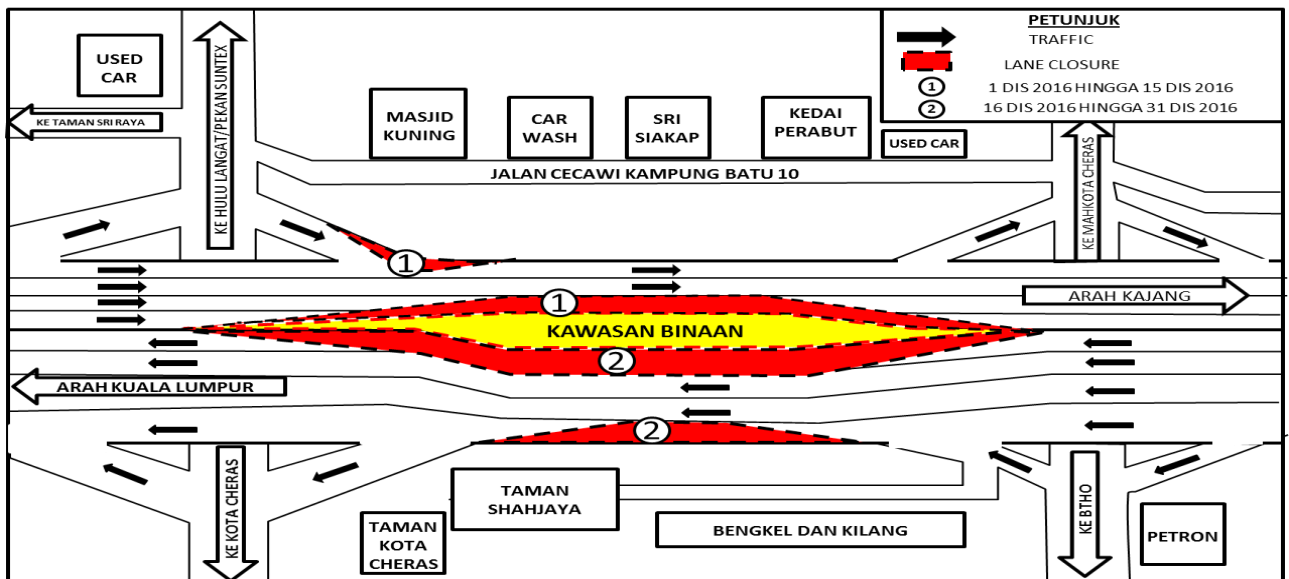 PETUNJUK
TRAFFIC
LANE CLOSURE
1
1 DIS 2016 HINGGA 15 DIS 2016
2
16 DIS 2016 HINGGA 31 DIS 2016
USED
CAR
KE TAMAN SRI RAYA
KE HULU LANGAT/PEKAN SUNTEX
MASJID
KUNING
CAR
WASH
SRI
SIAKAP
KEDAI
PERABUT
USED CAR
KE MAHKOTA CHERAS
JALAN CECAWI KAMPUNG BATU 10
1
1
ARAH KAJANG
KAWASAN BINAAN
2
ARAH KUALA LUMPUR
2
KE KOTA CHERAS
TAMAN
SHAHJAYA
TAMAN
KOTA
CHERAS
BENGKEL DAN KILANG
KE BTHO
PETRON